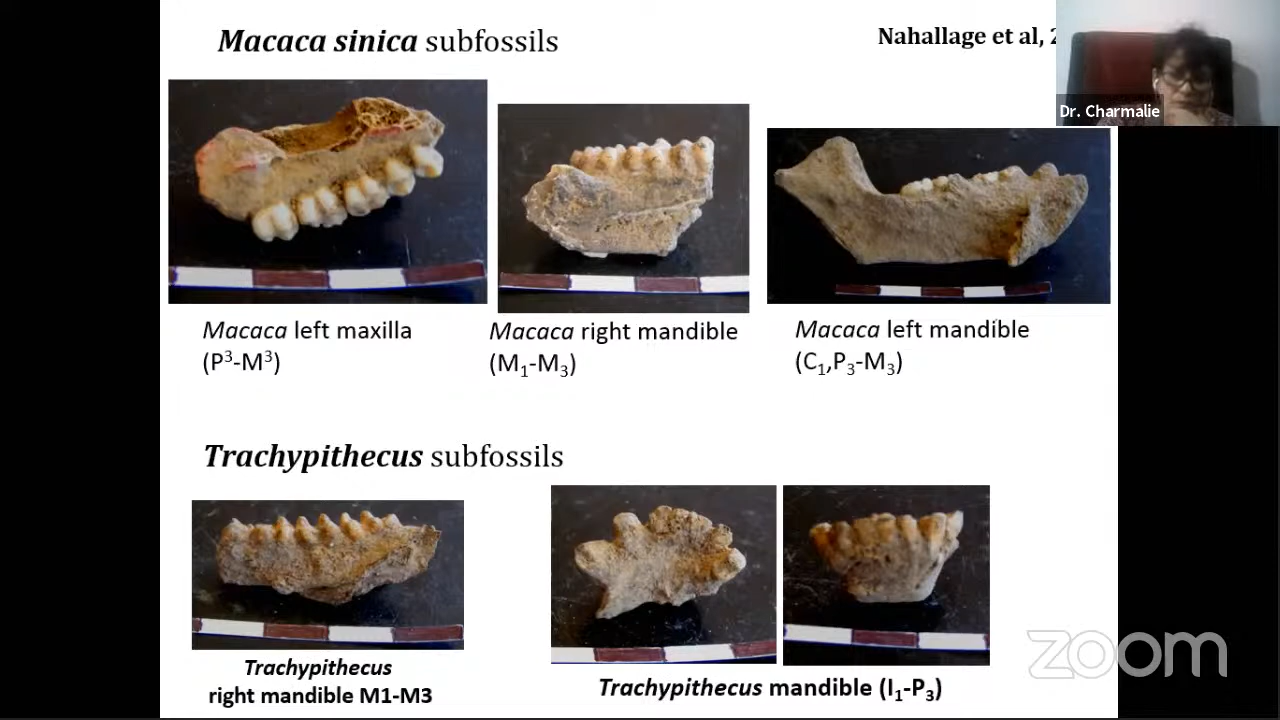 Macaca sinica subfossils
Nahallage et al,
Dr. Charmalie
Macaca left maxilla
(P³-M³)
Macaca right mandible
(M₁-M₃)
Macaca left mandible
(C₁,P₃-M₃)
Trachypithecus subfossils
Trachypithecus
right mandible M1-M3
Trachypithecus mandible (I₁-P₃)
zoom